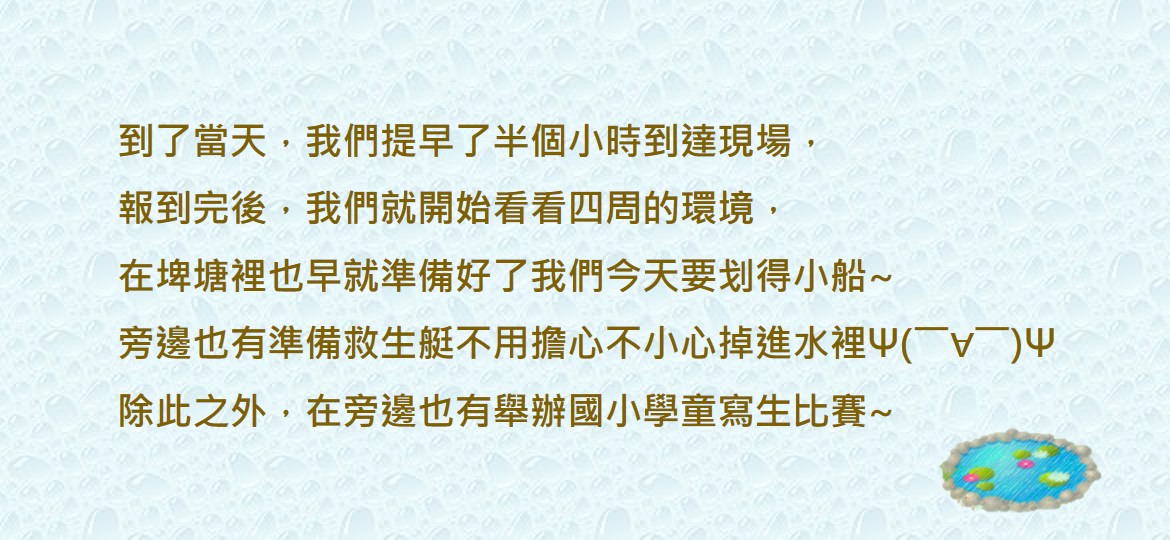 到了當天，我們提早了半個小時到達現場，
報到完後，我們就開始看看四周的環境，
在埤塘裡也早就準備好了我們今天要划得小船~
旁邊也有準備救生艇不用擔心不小心掉進水裡Ψ(￣∀￣)Ψ
除此之外，在旁邊也有舉辦國小學童寫生比賽~